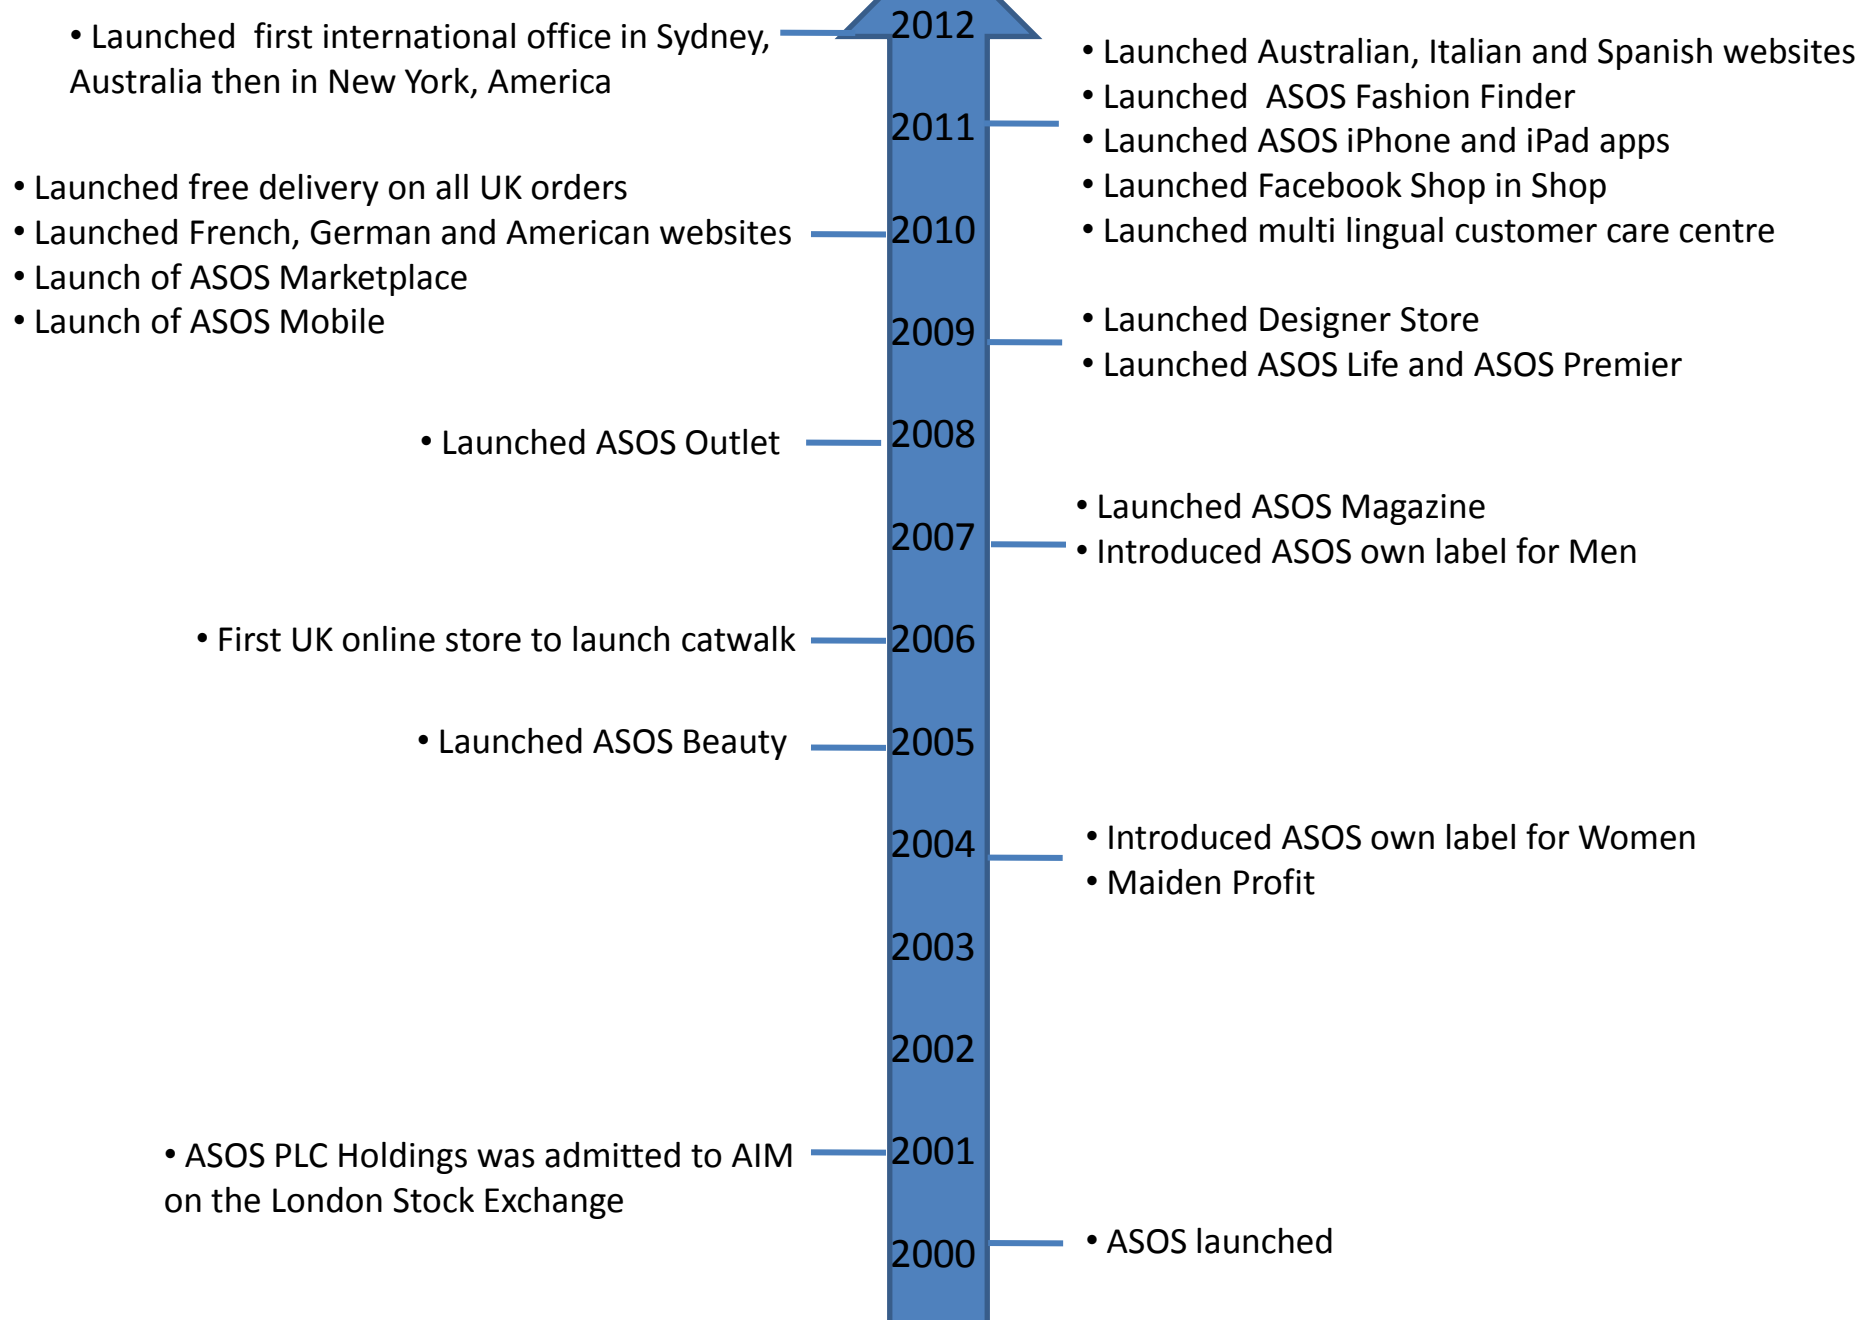 2012
• Launched  first international office in Sydney,
Australia then in New York, America
2011
• Launched Australian, Italian and Spanish websites
• Launched  ASOS Fashion Finder
• Launched ASOS iPhone and iPad apps
• Launched Facebook Shop in Shop
• Launched multi lingual customer care centre
2010
• Launched free delivery on all UK orders
• Launched French, German and American websites
• Launch of ASOS Marketplace
• Launch of ASOS Mobile
2009
• Launched Designer Store
• Launched ASOS Life and ASOS Premier
2008
• Launched ASOS Outlet
2007
• Launched ASOS Magazine
• Introduced ASOS own label for Men
2006
• First UK online store to launch catwalk
2005
• Launched ASOS Beauty
2004
• Introduced ASOS own label for Women
• Maiden Profit
2003
2002
2001
• ASOS PLC Holdings was admitted to AIM
on the London Stock Exchange
2000
• ASOS launched